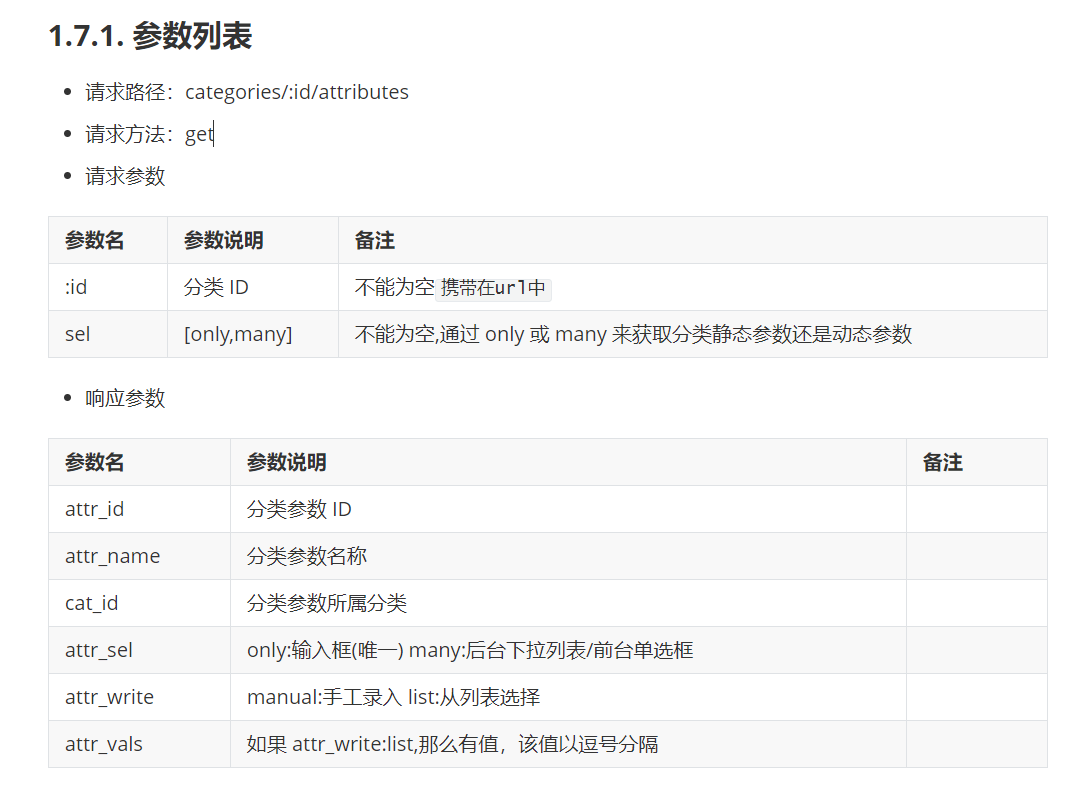 1.7.1. 参数列表
请求路径：categories/:id/attributes
请求方法：get
请求参数
参数名 参数说明 备注
:id 分类 ID 不能为空携带在url中
sel [only,many] 不能为空,通过 only 或 many 来获取分类静态参数还是动态参数
响应参数
参数名 参数说明 备注
attr_id 分类参数 ID
attr_name 分类参数名称
cat_id 分类参数所属分类
attr_sel only:输入框(唯一) many:后台下拉列表/前台单选框
attr_write manual:手工录入 list:从列表选择
attr_vals 如果 attr_write:list,那么有值，该值以逗号分隔